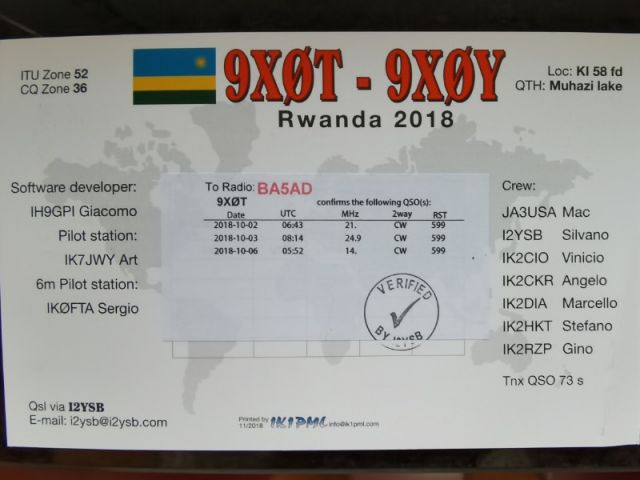 ITU Zone 52
CQ Zone 36
9XØT - 9XØY
Rwanda 2018
Loc: KI 58 fd
QTH: Muhazi lake
Software developer:
IH9GPI Giacomo
Pilot station:
IK7JWY Art
6m Pilot station:
IKØFTA Sergio
To Radio: BA5AD
9XØT confirms the following QSO(s):
Date UTC MHz 2way RST
2018-10-02 06:43 21. CW 599
2018-10-03 08:14 24.9 CW 599
2018-10-06 05:52 14. CW 599
VERIFIED
BY I2YSB
Crew:
JA3USA Mac
I2YSB Silvano
IK2CIO Vinicio
IK2CKR Angelo
IK2DIA Marcello
IK2HKT Stefano
IK2RZP Gino
Tnx QSO 73 s
Qsl via I2YSB
E-mail: i2ysb@i2ysb.com
Printed by IK1PML info@ik1pml.com
11/2018